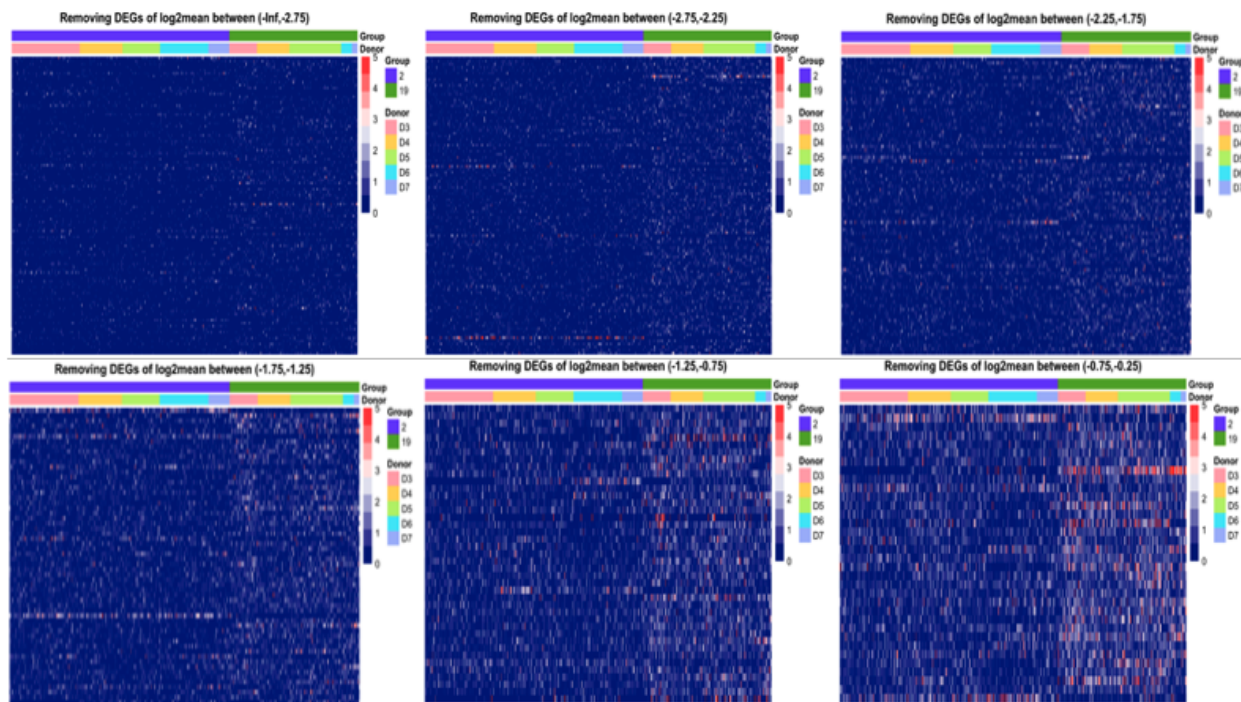 Removing DEGs of log2mean between (-Inf,-2.75)
Group
Donor
5
4
3
2
1
0
Group
2
19
Donor
D3
D4
D5
D6
D7
Removing DEGs of log2mean between (-2.75,-2.25)
Group
Donor
5
4
3
2
1
0
Group
2
19
Donor
D3
D4
D5
D6
D7
Removing DEGs of log2mean between (-2.25,-1.75)
Group
Donor
5
4
3
2
1
0
Group
2
19
Donor
D3
D4
D5
D6
D7
Removing DEGs of log2mean between (-1.75,-1.25)
Group
Donor
5
4
3
2
1
0
Group
2
19
Donor
D3
D4
D5
D6
D7
Removing DEGs of log2mean between (-1.25,-0.75)
Group
Donor
5
4
3
2
1
0
Group
2
19
Donor
D3
D4
D5
D6
D7
Removing DEGs of log2mean between (-0.75,-0.25)
Group
Donor
5
4
3
2
1
0
Group
2
19
Donor
D3
D4
D5
D6
D7